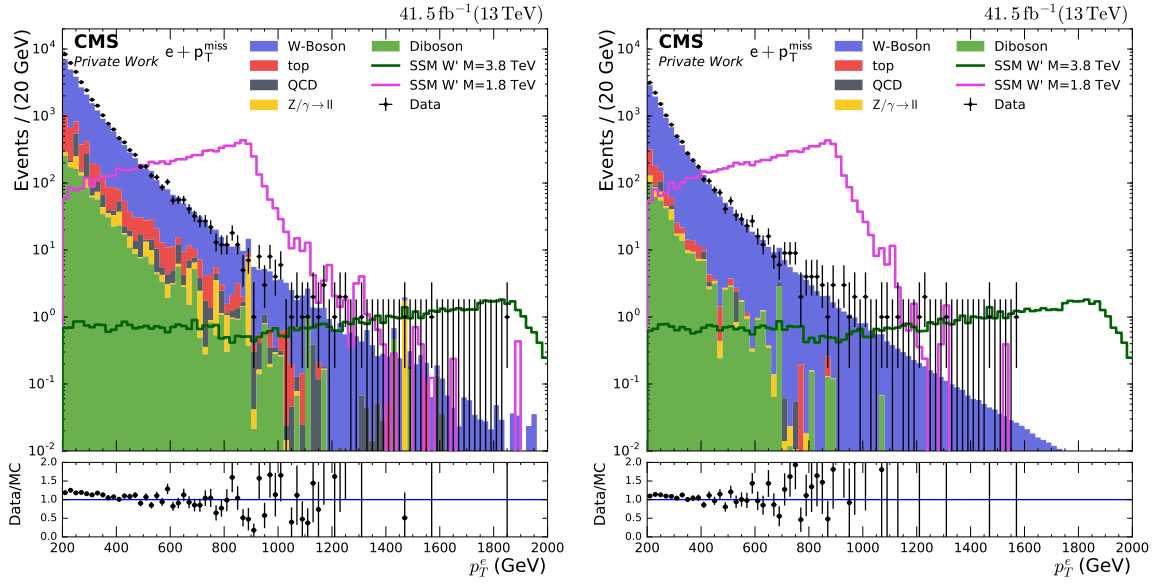 41.5 fb⁻¹ (13 TeV)
CMS
Private Work
e + p_T^miss
W-Boson
top
QCD
Z/γ→ll
Diboson
SSM W' M=3.8 TeV
SSM W' M=1.8 TeV
Data
Events / (20 GeV)
10⁴
10³
10²
10¹
10⁰
10⁻¹
10⁻²
Data/MC
2.0
1.5
1.0
0.5
0.0
200 400 600 800 1000 1200 1400 1600 1800 2000
p_T^e (GeV)
41.5 fb⁻¹ (13 TeV)
CMS
Private Work
e + p_T^miss
W-Boson
top
QCD
Z/γ→ll
Diboson
SSM W' M=3.8 TeV
SSM W' M=1.8 TeV
Data
Events / (20 GeV)
10⁴
10³
10²
10¹
10⁰
10⁻¹
10⁻²
Data/MC
2.0
1.5
1.0
0.5
0.0
200 400 600 800 1000 1200 1400 1600 1800 2000
p_T^e (GeV)